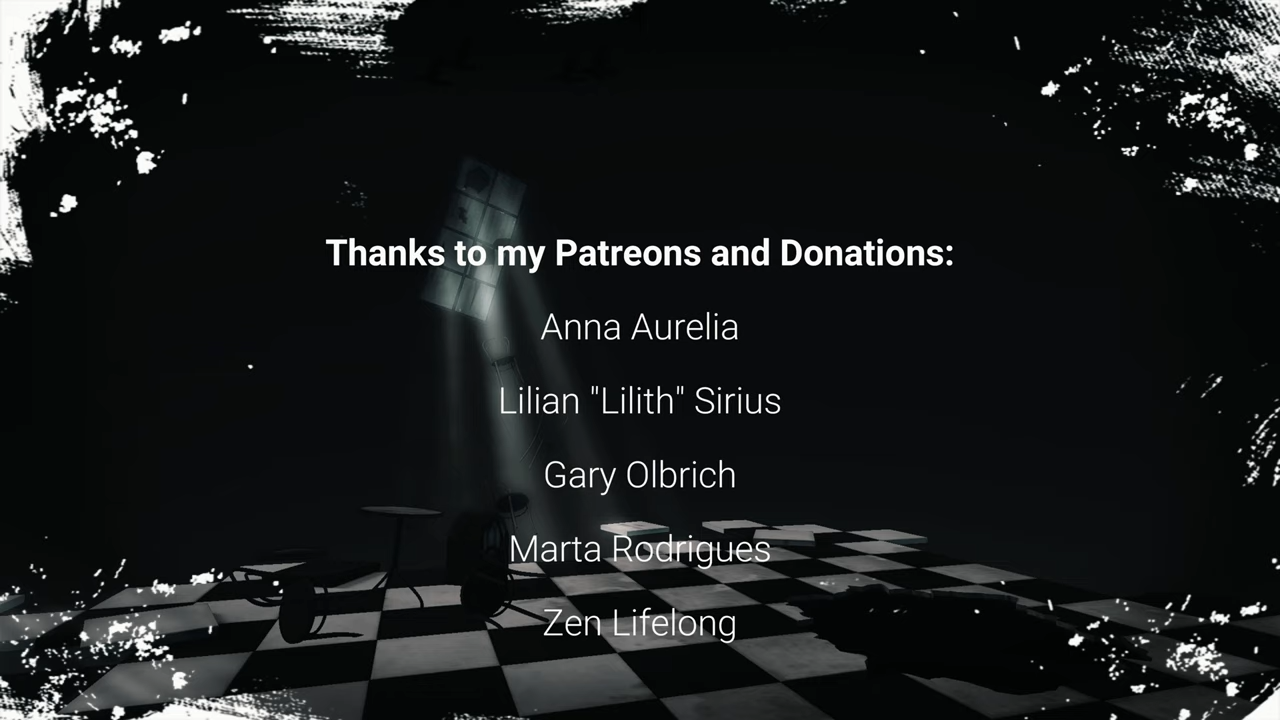 Thanks to my Patreons and Donations:
Anna Aurelia
Lilian "Lilith" Sirius
Gary Olbrich
Marta Rodrigues
Zen Lifelong